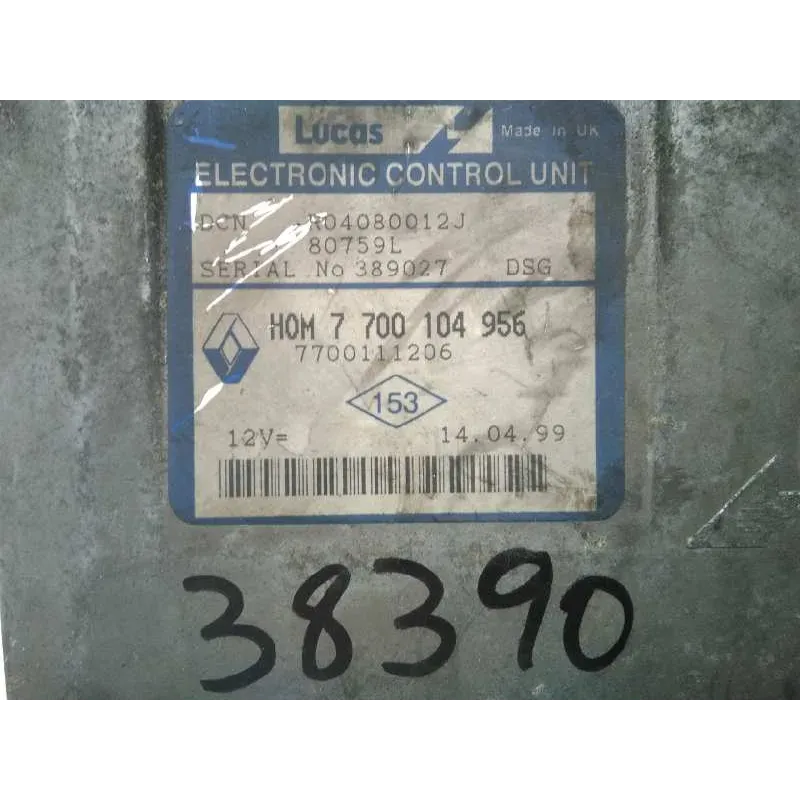 Lucas Made in UK
ELECTRONIC CONTROL UNIT
DCN R04080012J
80759L
SERIAL No 389027 DSG
HOM 7 700 104 956
7700111206
153
12V= 14.04.99
38390